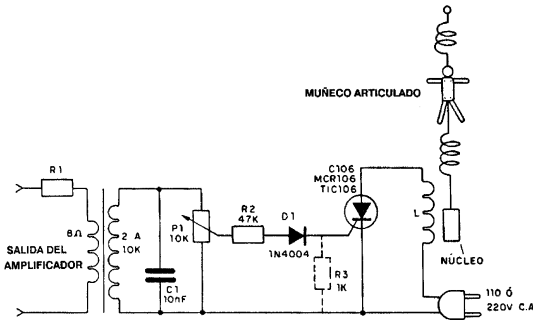 MUÑECO ARTICULADO
C106
MCR106
TIC106
R1
R2
47K
D1
1N4004
P1
10K
8Ω
2 A
10K
SALIDA DEL
AMPLIFICADOR
C1
10nF
R3
1K
L
NÚCLEO
110 ó
220V C.A